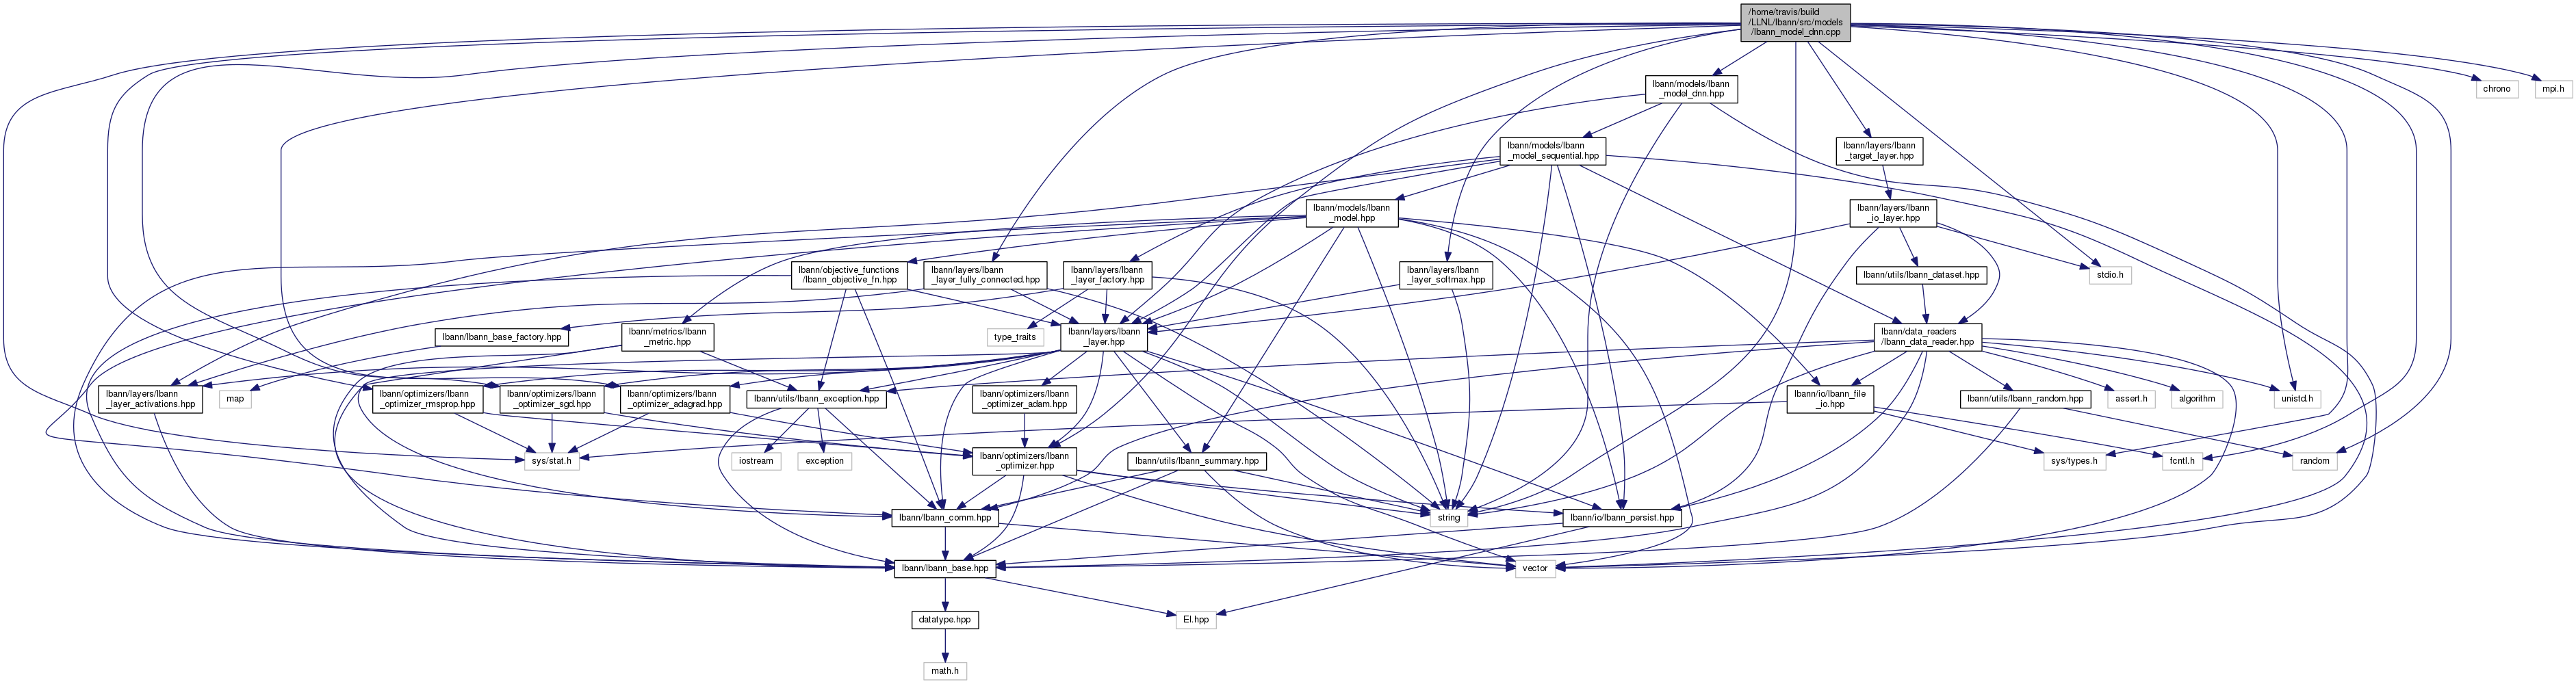 /home/travis/build
/LLNL/lbann/src/models
/lbann_model_dnn.cpp
lbann/models/lbann
_model_dnn.hpp
chrono
mpi.h
lbann/models/lbann
_model_sequential.hpp
lbann/layers/lbann
_target_layer.hpp
lbann/models/lbann
_model.hpp
lbann/layers/lbann
_io_layer.hpp
lbann/objective_functions
/lbann_objective_fn.hpp
lbann/layers/lbann
_layer_fully_connected.hpp
lbann/layers/lbann
_layer_factory.hpp
lbann/layers/lbann
_layer_softmax.hpp
lbann/utils/lbann_dataset.hpp
stdio.h
lbann/lbann_base_factory.hpp
lbann/metrics/lbann
_metric.hpp
type_traits
lbann/layers/lbann
_layer.hpp
lbann/data_readers
/lbann_data_reader.hpp
lbann/layers/lbann
_layer_activations.hpp
map
lbann/optimizers/lbann
_optimizer_rmsprop.hpp
lbann/optimizers/lbann
_optimizer_sgd.hpp
lbann/optimizers/lbann
_optimizer_adagrad.hpp
lbann/utils/lbann_exception.hpp
lbann/optimizers/lbann
_optimizer_adam.hpp
lbann/io/lbann_file
_io.hpp
lbann/utils/lbann_random.hpp
assert.h
algorithm
unistd.h
sys/stat.h
iostream
exception
lbann/optimizers/lbann
_optimizer.hpp
lbann/utils/lbann_summary.hpp
sys/types.h
fcntl.h
random
lbann/lbann_comm.hpp
string
lbann/io/lbann_persist.hpp
lbann/lbann_base.hpp
vector
datatype.hpp
El.hpp
math.h